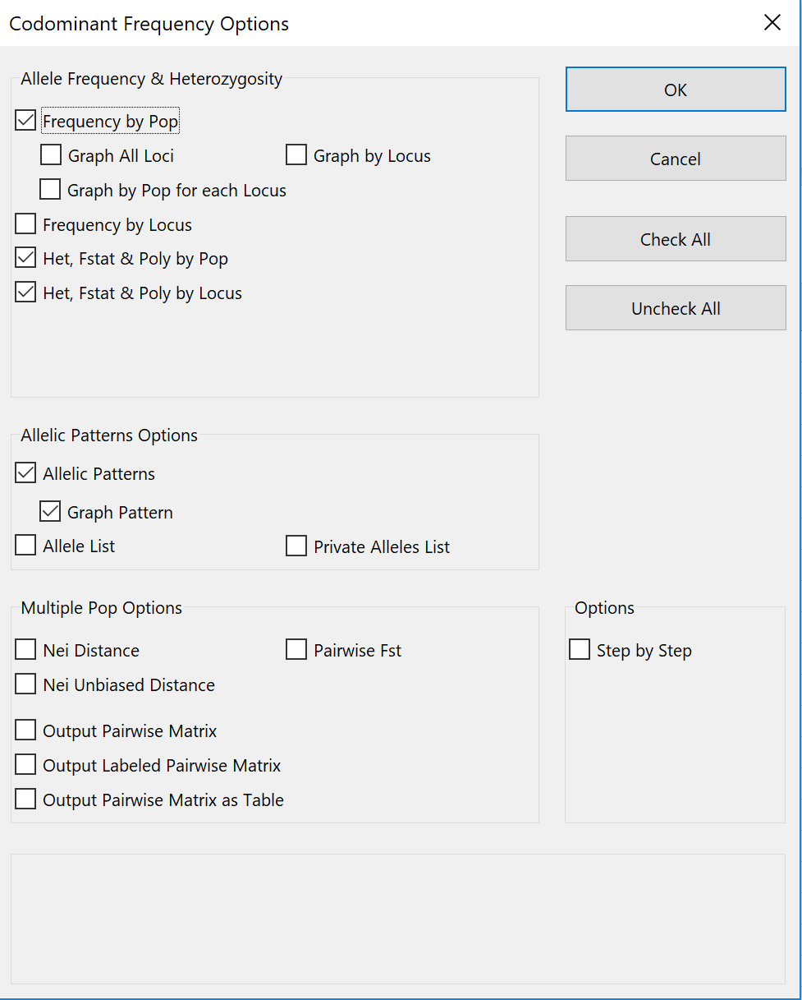 Codominant Frequency Options
Allele Frequency & Heterozygosity
Frequency by Pop
Graph All Loci
Graph by Locus
Graph by Pop for each Locus
Frequency by Locus
Het, Fstat & Poly by Pop
Het, Fstat & Poly by Locus
OK
Cancel
Check All
Uncheck All
Allelic Patterns Options
Allelic Patterns
Graph Pattern
Allele List
Private Alleles List
Multiple Pop Options
Nei Distance
Pairwise Fst
Nei Unbiased Distance
Output Pairwise Matrix
Output Labeled Pairwise Matrix
Output Pairwise Matrix as Table
Options
Step by Step